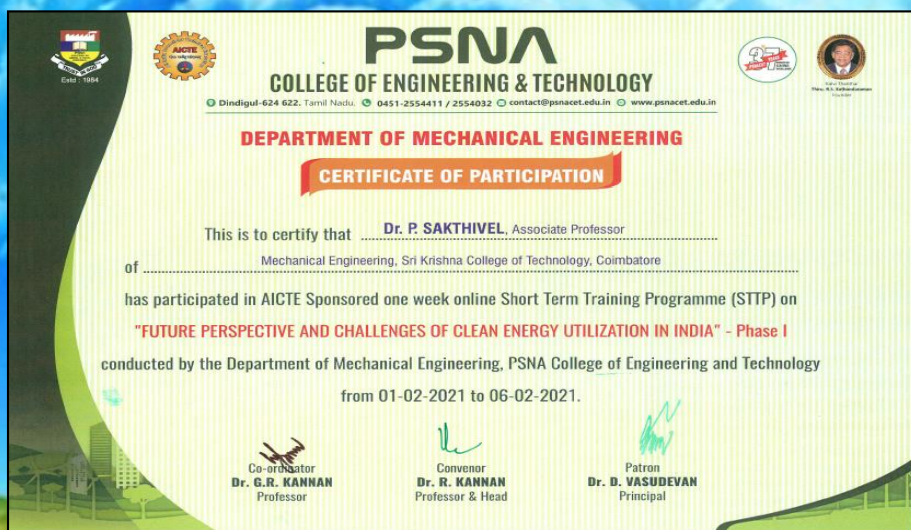 PSNA
COLLEGE OF ENGINEERING & TECHNOLOGY
Dindigul-624 622. Tamil Nadu. 0451-2554411 / 2554032 contact@psnacet.edu.in www.psnacet.edu.in
Estd : 1984
AICTE
DEPARTMENT OF MECHANICAL ENGINEERING
CERTIFICATE OF PARTICIPATION
This is to certify that Dr. P. SAKTHIVEL, Associate Professor
of Mechanical Engineering, Sri Krishna College of Technology, Coimbatore
has participated in AICTE Sponsored one week online Short Term Training Programme (STTP) on
"FUTURE PERSPECTIVE AND CHALLENGES OF CLEAN ENERGY UTILIZATION IN INDIA" - Phase I
conducted by the Department of Mechanical Engineering, PSNA College of Engineering and Technology
from 01-02-2021 to 06-02-2021.
Co-ordinator
Dr. G.R. KANNAN
Professor
Convenor
Dr. R. KANNAN
Professor & Head
Patron
Dr. D. VASUDEVAN
Principal